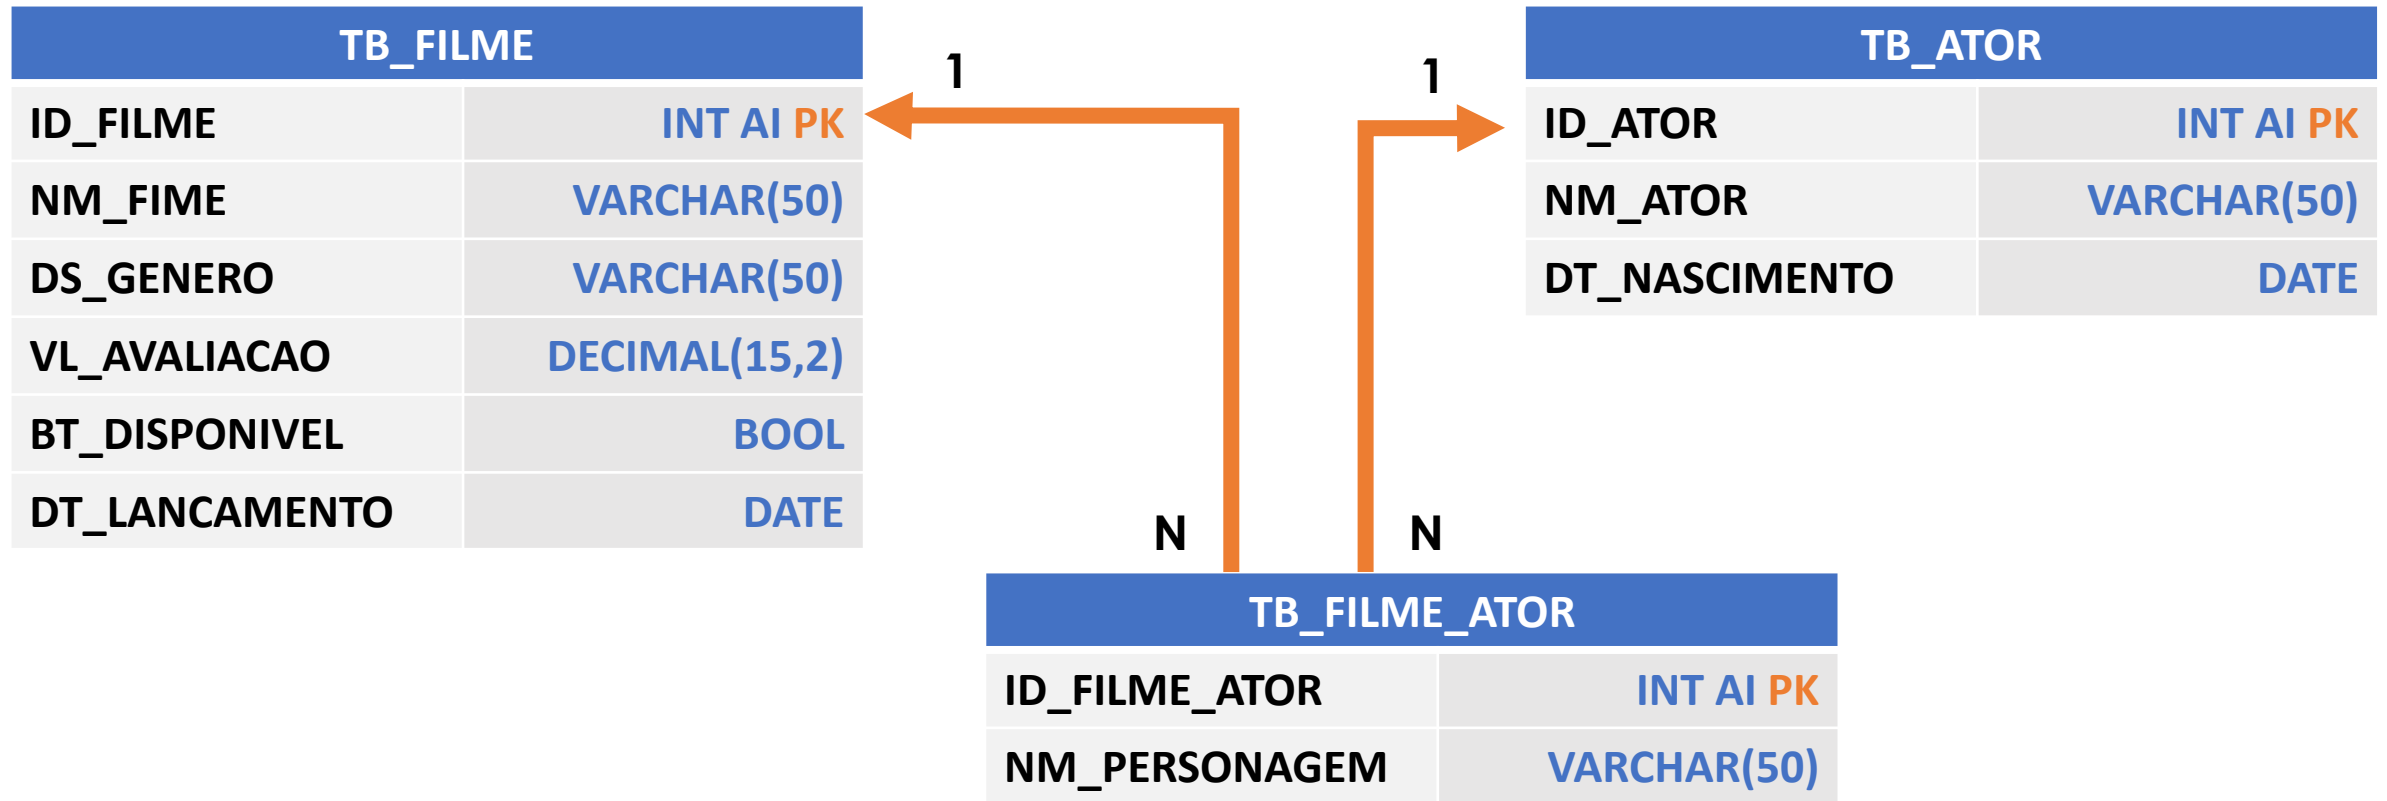 TB_FILME
ID_FILME INT AI PK
NM_FIME VARCHAR(50)
DS_GENERO VARCHAR(50)
VL_AVALIACAO DECIMAL(15,2)
BT_DISPONIVEL BOOL
DT_LANCAMENTO DATE
1
1
TB_ATOR
ID_ATOR INT AI PK
NM_ATOR VARCHAR(50)
DT_NASCIMENTO DATE
N
N
TB_FILME_ATOR
ID_FILME_ATOR INT AI PK
NM_PERSONAGEM VARCHAR(50)